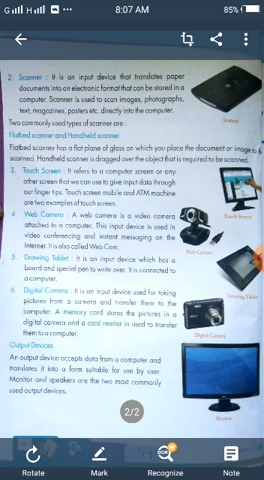 8:07 AM
85%
2. Scanner : It is an input device that translates paper
documents into an electronic format that can be stored in a
computer. Scanner is used to scan images, photographs,
text, magazines, posters etc. directly into the computer.
Scanner
Two commonly used types of scanner are :
Flatbed scanner and Handheld scanner
Flatbed scanner has a flat plane of glass on which you place the document or image to b
scanned. Handheld scanner is dragged over the object that is required to be scanned.
3. Touch Screen : It refers to a computer screen or any
other screen that we can use to give input data through
our finger tips. Touch screen mobile and ATM machine
are two examples of touch screen.
Touch Screen
4. Web Camera : A web camera is a video camera
attached to a computer. This input device is used in
video conferencing and instant messaging on the
Internet. It is also called Web Cam.
Web Camera
5. Drawing Tablet : It is an input device which has a
board and special pen to write over. It is connected to
a computer.
Drawing Tablet
6. Digital Camera : It is an input device used for taking
pictures from a camera and transfer them to the
computer. A memory card stores the pictures in a
digital camera and a card reader is used to transfer
them to a computer.
Digital Camera
Output Devices
An output device accepts data from a computer and
translates it into a form suitable for use by user.
Monitor and speakers are the two most commonly
used output devices.
Monitor
2/2
Rotate
Mark
OCR
Recognize
Note